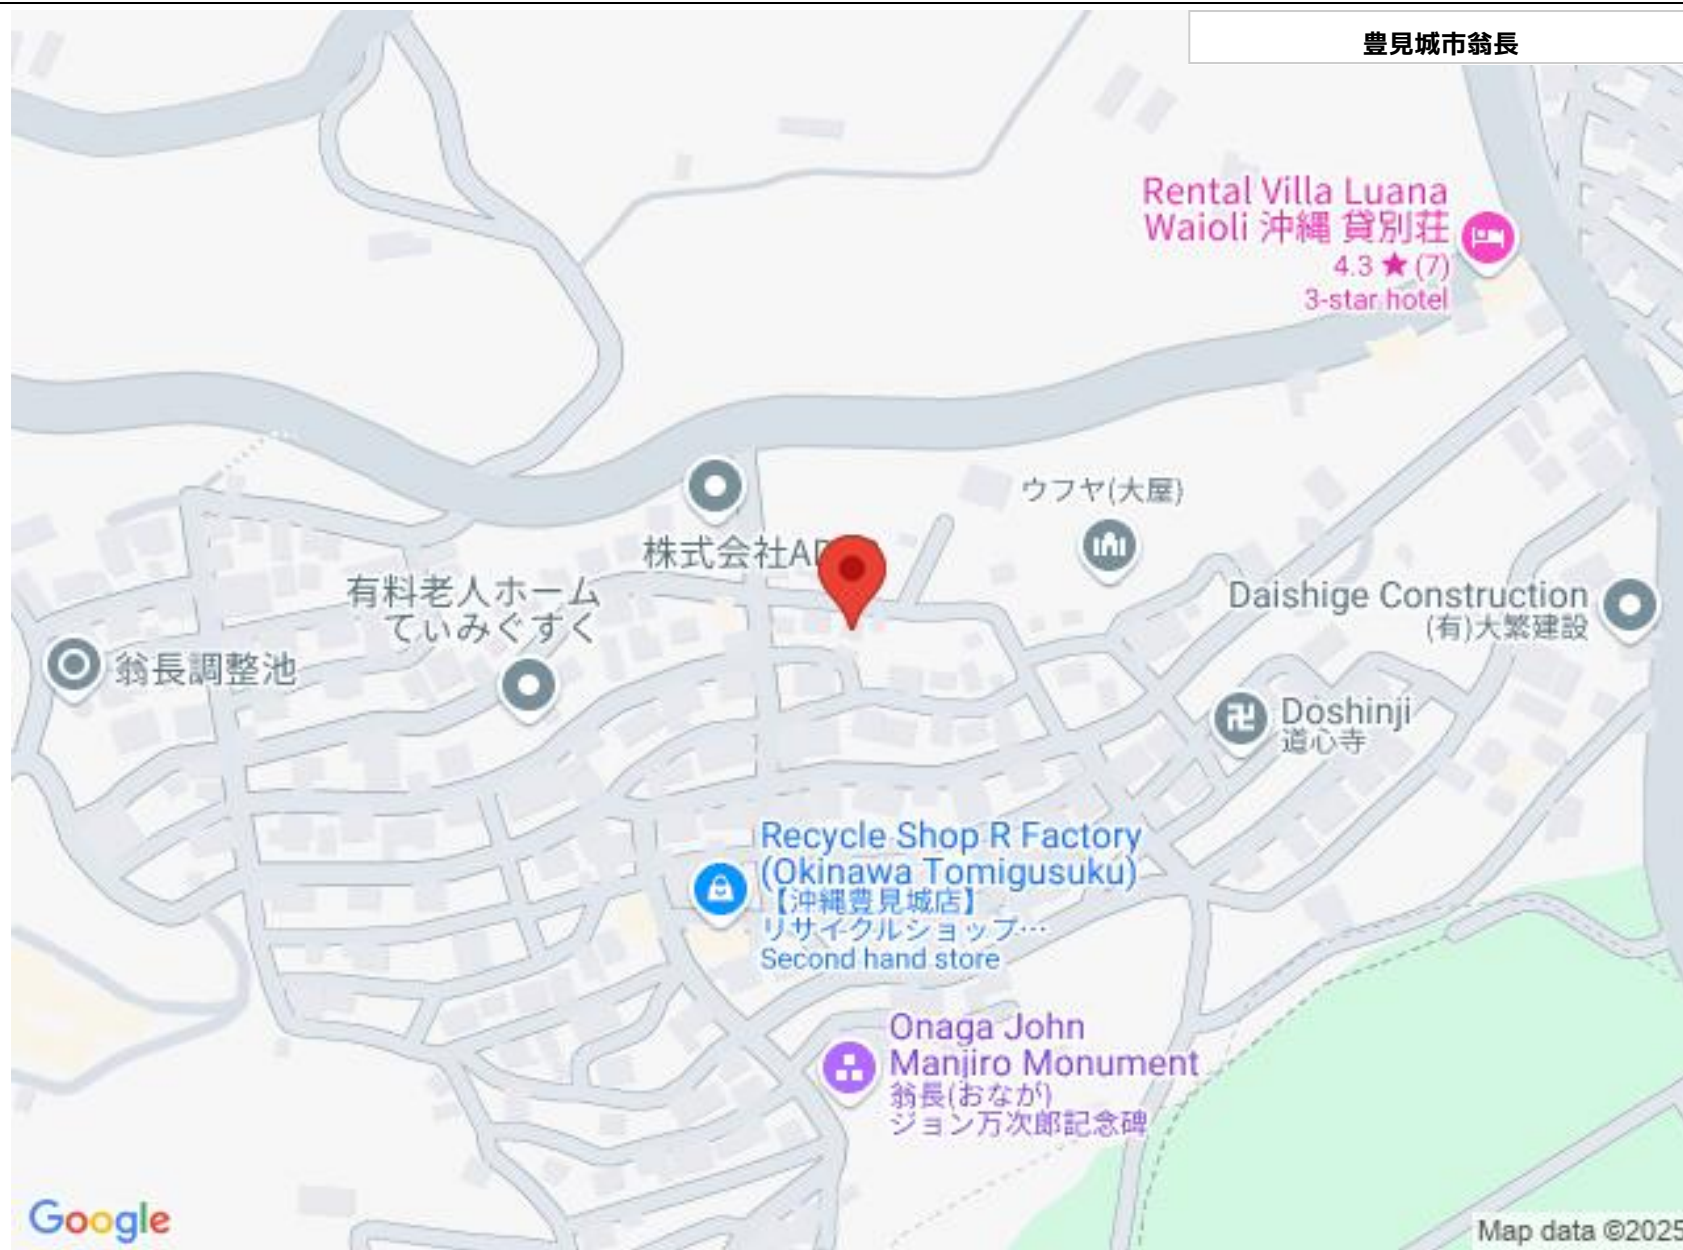 豊見城市翁長
Rental Villa Luana
Waioli 沖縄 貸別荘
4.3 ★ (7)
3-star hotel
ウフヤ(大屋)
株式会社
有料老人ホーム
ていみぐすく
Daishige Construction
(有)大繁建設
翁長調整池
Doshinji
道心寺
Recycle Shop R Factory
(Okinawa Tomigusuku)
【沖縄豊見城店】
リサイクルショップ…
Second hand store
Onaga John
Manjiro Monument
翁長(おなが)
ジョン万次郎記念碑
Google
Map data ©2025